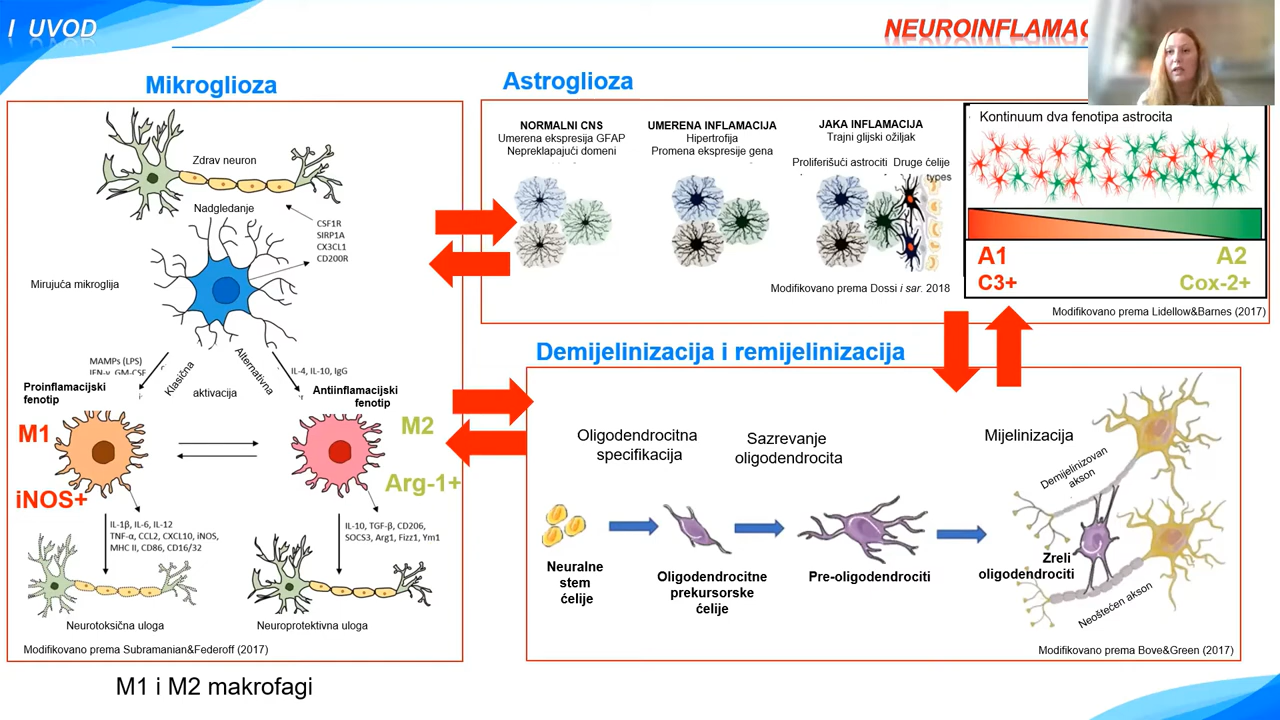 I UVOD
NEUROINFLAMAC
Mikroglioza
Zdrav neuron
Nadgledanje
CSF1R
SIRP1A
CX3CL1
CD200R
Mirujuća mikroglija
MAMPs (LPS)
IFN-γ, GM-CSF
Klasična
Alternativna
aktivacija
IL-4, IL-10, IgG
Proinflamacijski
fenotip
Antiinflamacijski
fenotip
M1
M2
iNOS+
Arg-1+
IL-1β, IL-6, IL-12
TNF-α, CCL2, CXCL10, iNOS,
MHC II, CD86, CD16/32
IL-10, TGF-β, CD206,
SOCS3, Arg1, Fizz1, Ym1
Neurotoksična uloga
Neuroprotektivna uloga
Modifikovano prema Subramanian&Federoff (2017)
M1 i M2 makrofagi
Astroglioza
NORMALNI CNS
Umerena ekspresija GFAP
Nepreklapajući domeni
UMERENA INFLAMACIJA
Hipertrofija
Promena ekspresije gena
JAKA INFLAMACIJA
Trajni glijski ožiljak
Proliferišući astrociti Druge ćelije
types
Modifikovano prema Dossi i sar. 2018
Kontinuum dva fenotipa astrocita
A1
A2
C3+
Cox-2+
Modifikovano prema Lidellow&Barnes (2017)
Demijelinizacija i remijelinizacija
Oligodendrocitna
specifikacija
Sazrevanje
oligodendrocita
Mijelinizacija
Demijelinizovan
akson
Neuralne
stem
ćelije
Oligodendrocitne
prekursorske
ćelije
Pre-oligodendrociti
Zreli
oligodendrociti
Neoštećen akson
Modifikovano prema Bove&Green (2017)